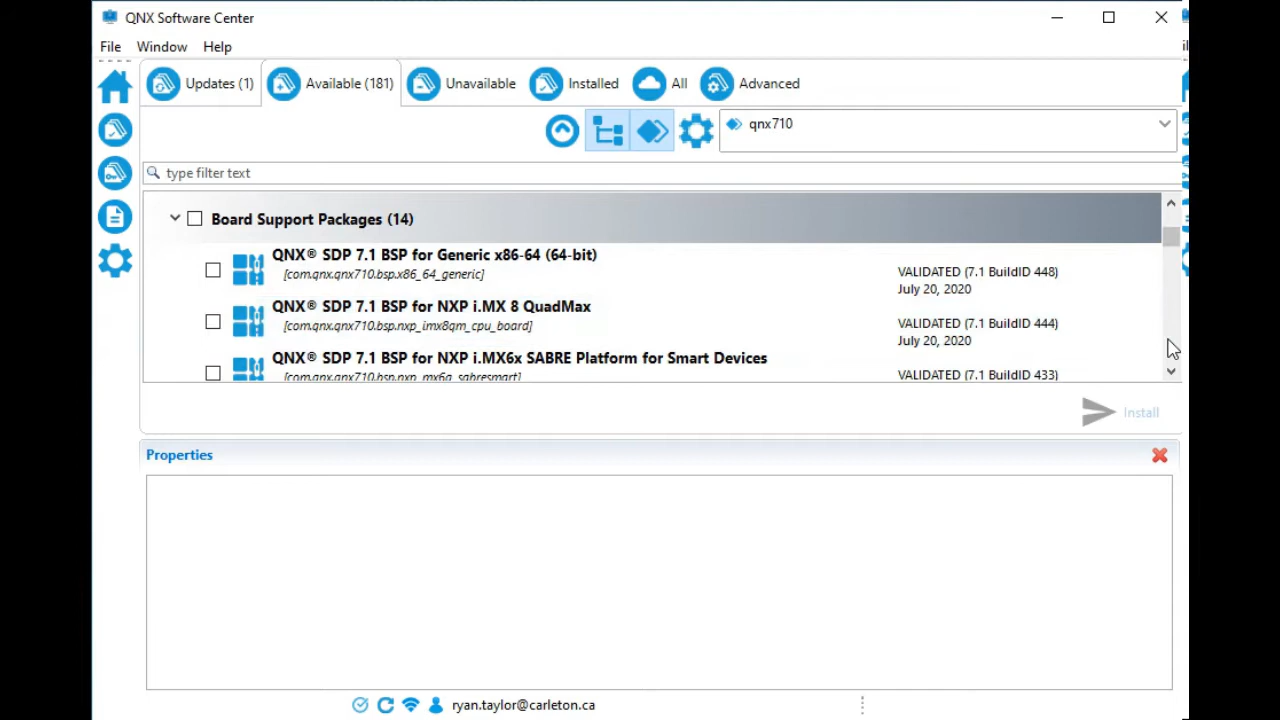 QNX Software Center
File Window Help
Updates (1) Available (181) Unavailable Installed All Advanced
qnx710
type filter text
Board Support Packages (14)
QNX® SDP 7.1 BSP for Generic x86-64 (64-bit)
[com.qnx.qnx710.bsp.x86_64_generic]
VALIDATED (7.1 BuildID 448)
July 20, 2020
QNX® SDP 7.1 BSP for NXP i.MX 8 QuadMax
[com.qnx.qnx710.bsp.nxp_imx8qm_cpu_board]
VALIDATED (7.1 BuildID 444)
July 20, 2020
QNX® SDP 7.1 BSP for NXP i.MX6x SABRE Platform for Smart Devices
[com.qnx.qnx710.bsp.nxp_mx6q_sabresmart]
VALIDATED (7.1 BuildID 433)
Install
Properties
ryan.taylor@carleton.ca